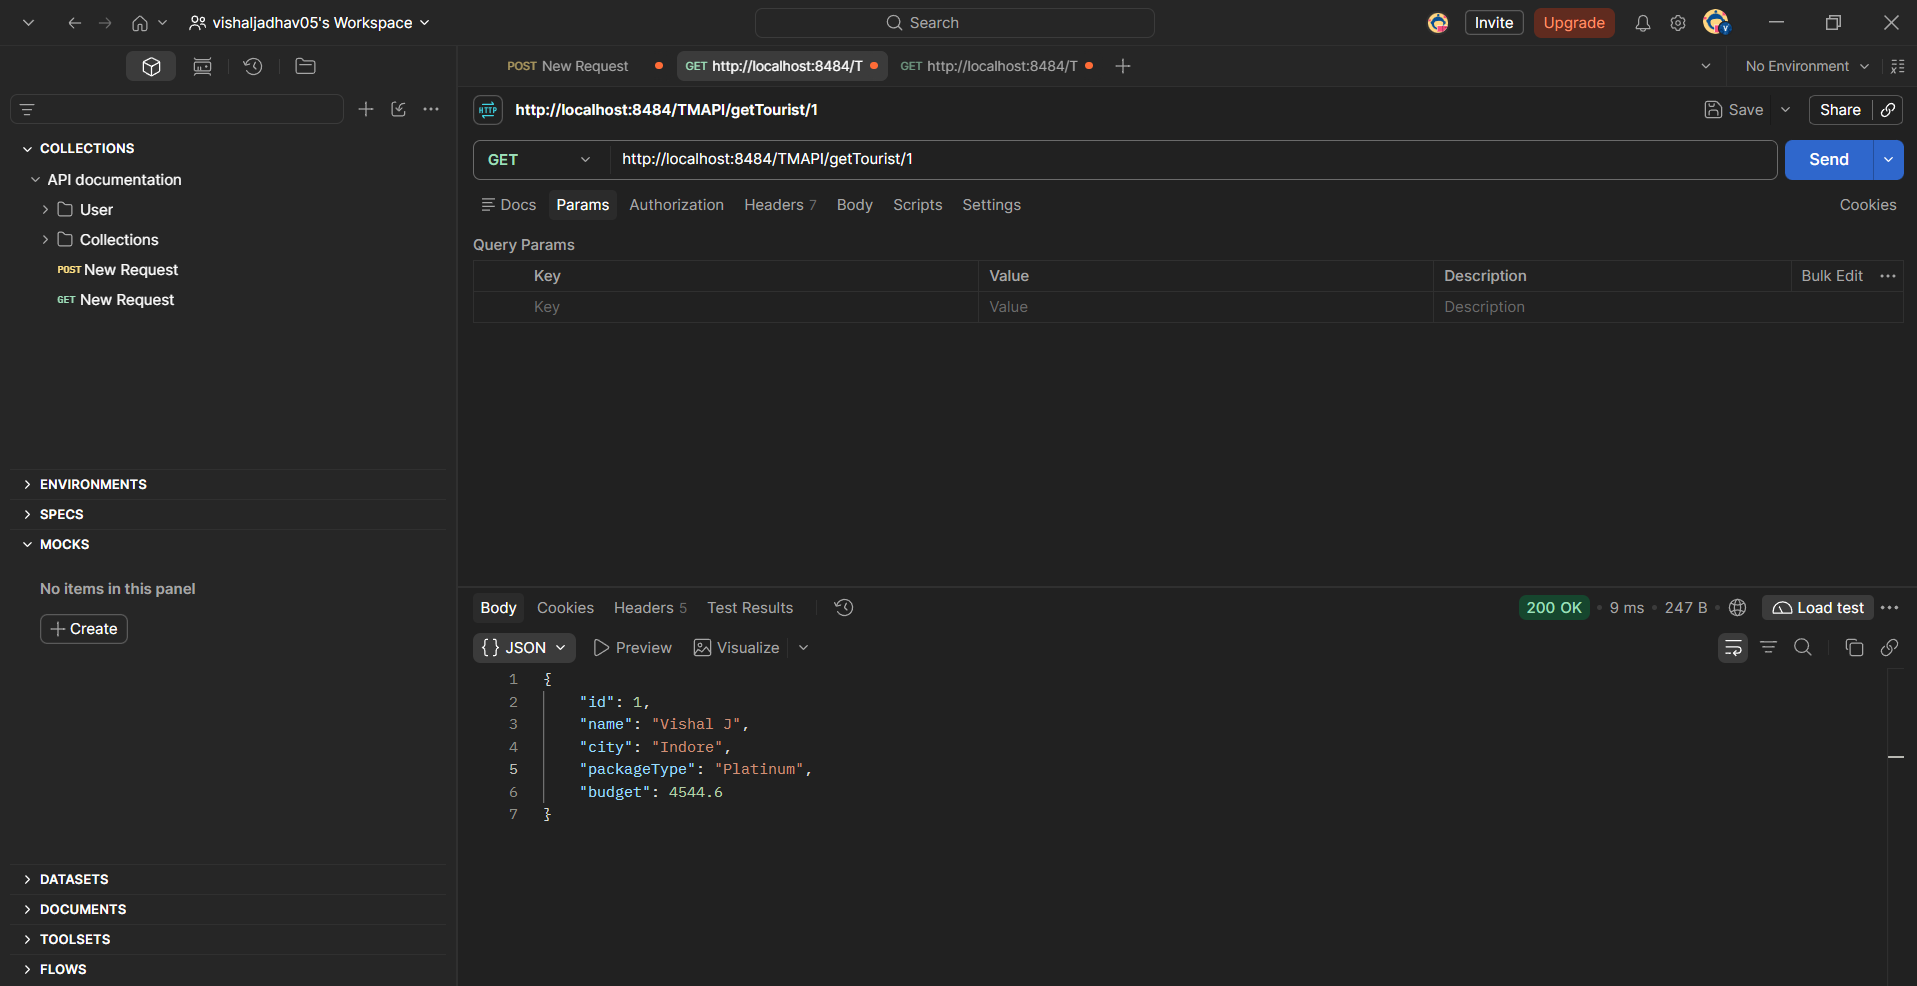 vishaljadhav05's Workspace
Search
Invite
Upgrade
V
POST New Request
GET http://localhost:8484/T
GET http://localhost:8484/T
No Environment
HTTP
http://localhost:8484/TMAPI/getTourist/1
Save
Share
COLLECTIONS
API documentation
User
Collections
POST New Request
GET New Request
GET
http://localhost:8484/TMAPI/getTourist/1
Send
Docs
Params
Authorization
Headers 7
Body
Scripts
Settings
Cookies
Query Params
Key Value Description Bulk Edit
Key Value Description
ENVIRONMENTS
SPECS
MOCKS
No items in this panel
Create
DATASETS
DOCUMENTS
TOOLSETS
FLOWS
Body
Cookies
Headers 5
Test Results
200 OK
9 ms
247 B
Load test
{} JSON
Preview
Visualize
1 {
2 "id": 1,
3 "name": "Vishal J",
4 "city": "Indore",
5 "packageType": "Platinum",
6 "budget": 4544.6
7 }